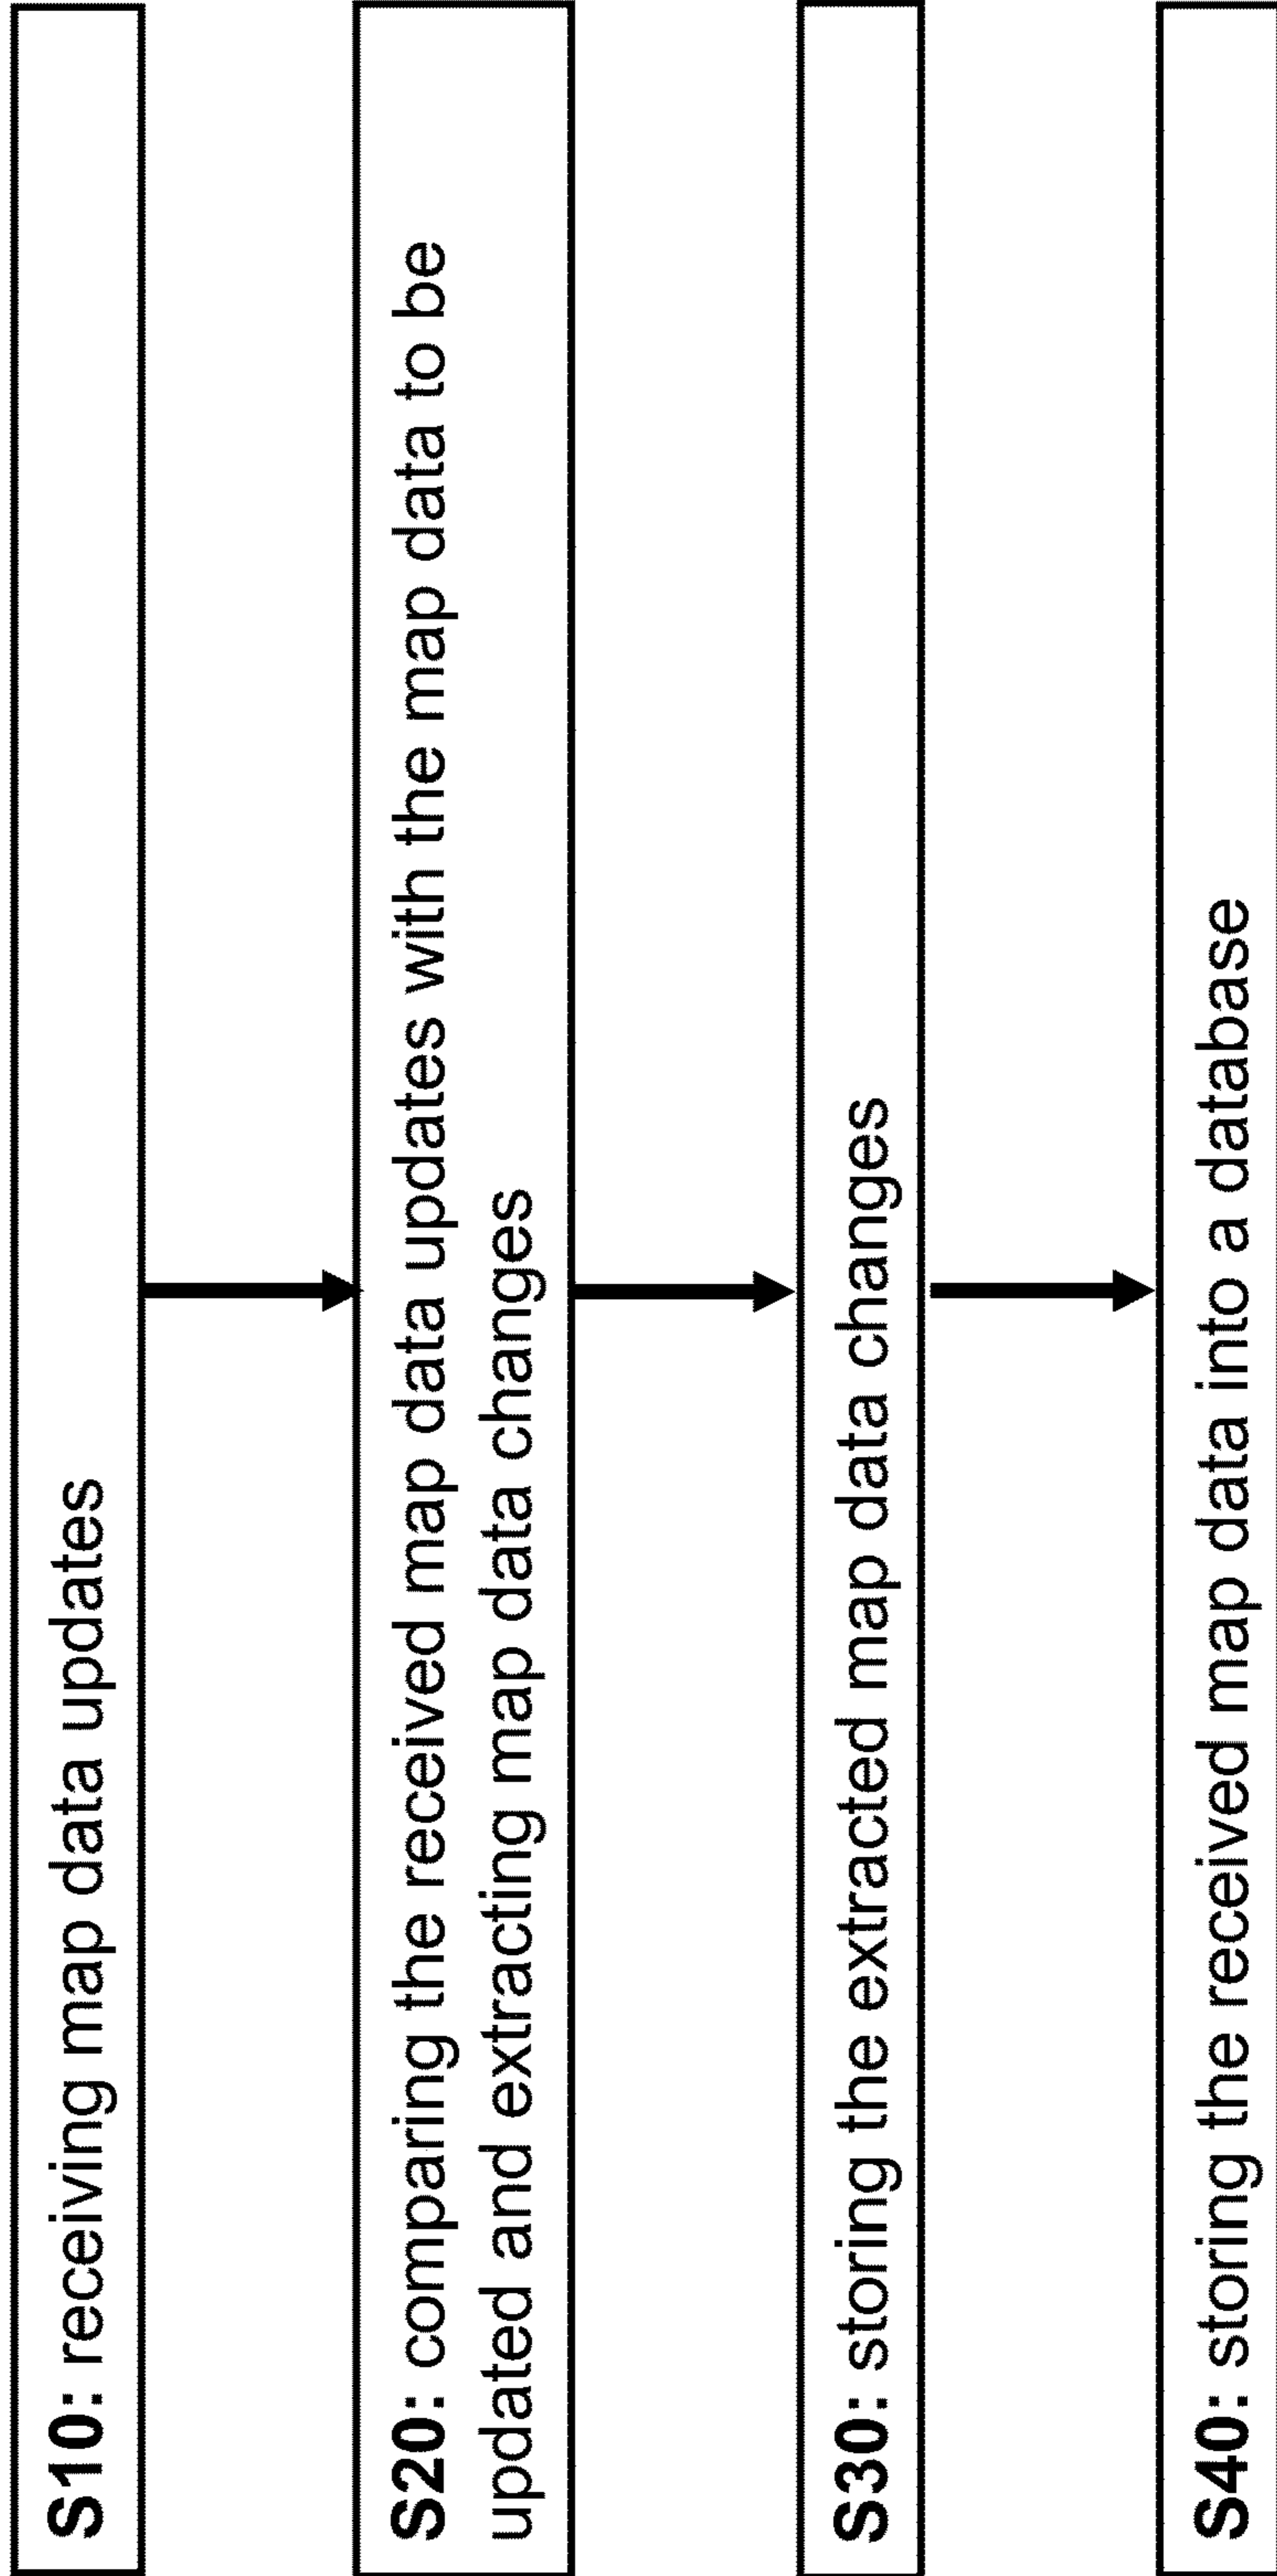 S10: receiving map data updates
S20: comparing the received map data updates with the map data to be
updated and extracting map data changes
S30: storing the extracted map data changes
S40: storing the received map data into a database